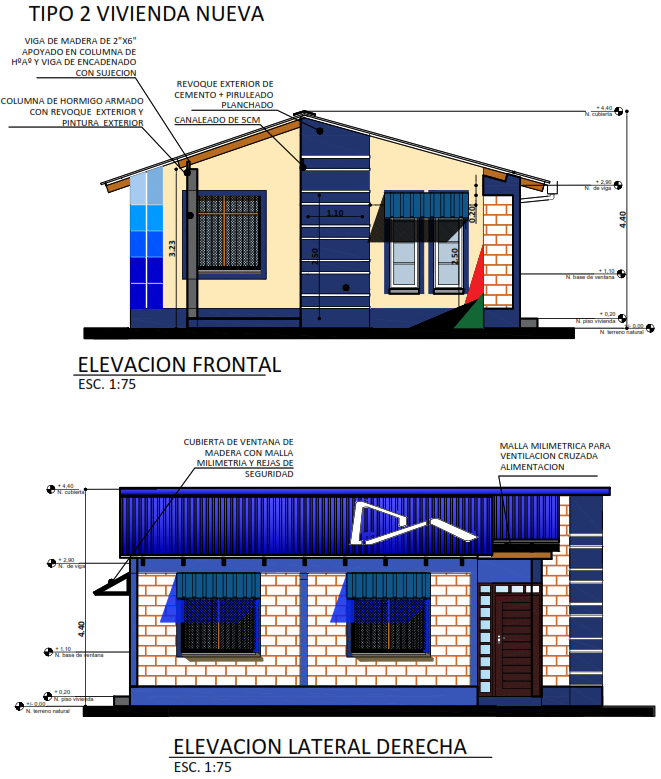 TIPO 2 VIVIENDA NUEVA
VIGA DE MADERA DE 2"X6"
APOYADO EN COLUMNA DE
HºAº Y VIGA DE ENCADENADO
CON SUJECION
COLUMNA DE HORMIGO ARMADO
CON REVOQUE EXTERIOR Y
PINTURA EXTERIOR
REVOQUE EXTERIOR DE
CEMENTO + PIRULEADO
PLANCHADO
CANALEADO DE 5CM
+ 4,40
N. cubierta
+ 2,90
N. de viga
4.40
0.20
1.10
3.23
2.50
2.50
+ 1,10
N. base de ventana
+ 0,20
N. piso vivienda
+/- 0,00
N. terreno natural
ELEVACION FRONTAL
ESC. 1:75
CUBIERTA DE VENTANA DE
MADERA CON MALLA
MILIMETRIA Y REJAS DE
SEGURIDAD
MALLA MILIMETRICA PARA
VENTILACION CRUZADA
ALIMENTACION
+ 4,40
N. cubierta
+ 2,90
N. de viga
4.40
+ 1,10
N. base de ventana
+ 0,20
N. piso vivienda
+/- 0,00
N. terreno natural
ELEVACION LATERAL DERECHA
ESC. 1:75